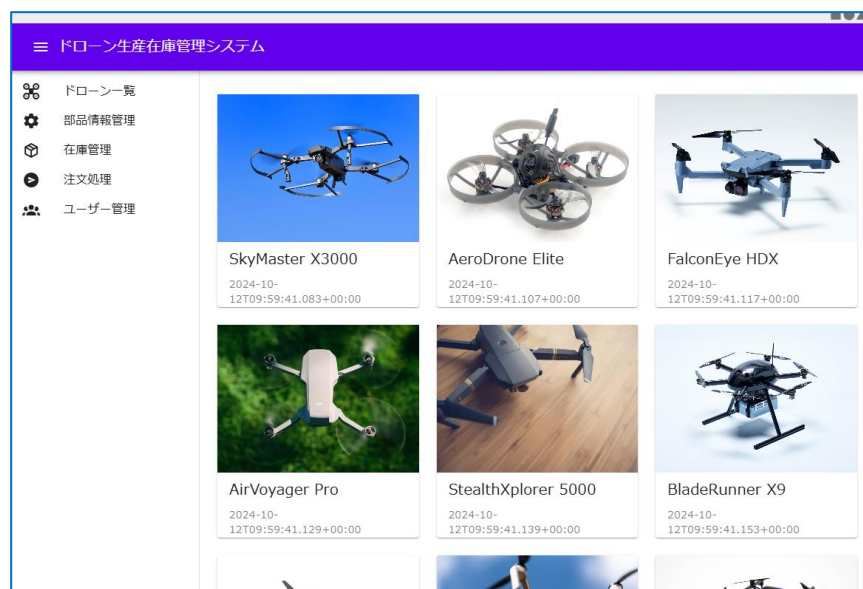 ドローン生産在庫管理システム
ドローン一覧
部品情報管理
在庫管理
注文処理
ユーザー管理
SkyMaster X3000
2024-10-
12T09:59:41.083+00:00
AeroDrone Elite
2024-10-
12T09:59:41.107+00:00
FalconEye HDX
2024-10-
12T09:59:41.117+00:00
AirVoyager Pro
2024-10-
12T09:59:41.129+00:00
StealthXplorer 5000
2024-10-
12T09:59:41.139+00:00
BladeRunner X9
2024-10-
12T09:59:41.153+00:00